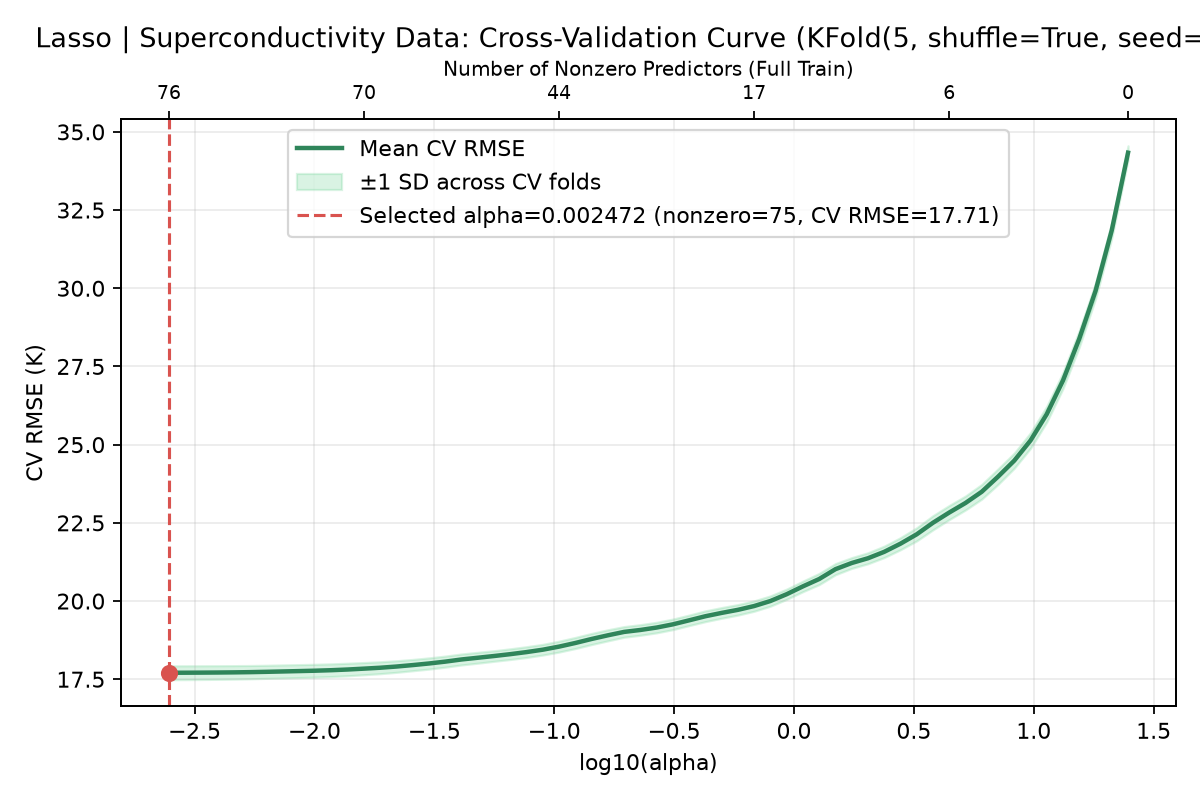 Lasso | Superconductivity Data: Cross-Validation Curve (KFold(5, shuffle=True, seed=
Number of Nonzero Predictors (Full Train)
76 70 44 17 6 0
Mean CV RMSE
±1 SD across CV folds
Selected alpha=0.002472 (nonzero=75, CV RMSE=17.71)
CV RMSE (K)
35.0
32.5
30.0
27.5
25.0
22.5
20.0
17.5
−2.5 −2.0 −1.5 −1.0 −0.5 0.0 0.5 1.0 1.5
log10(alpha)